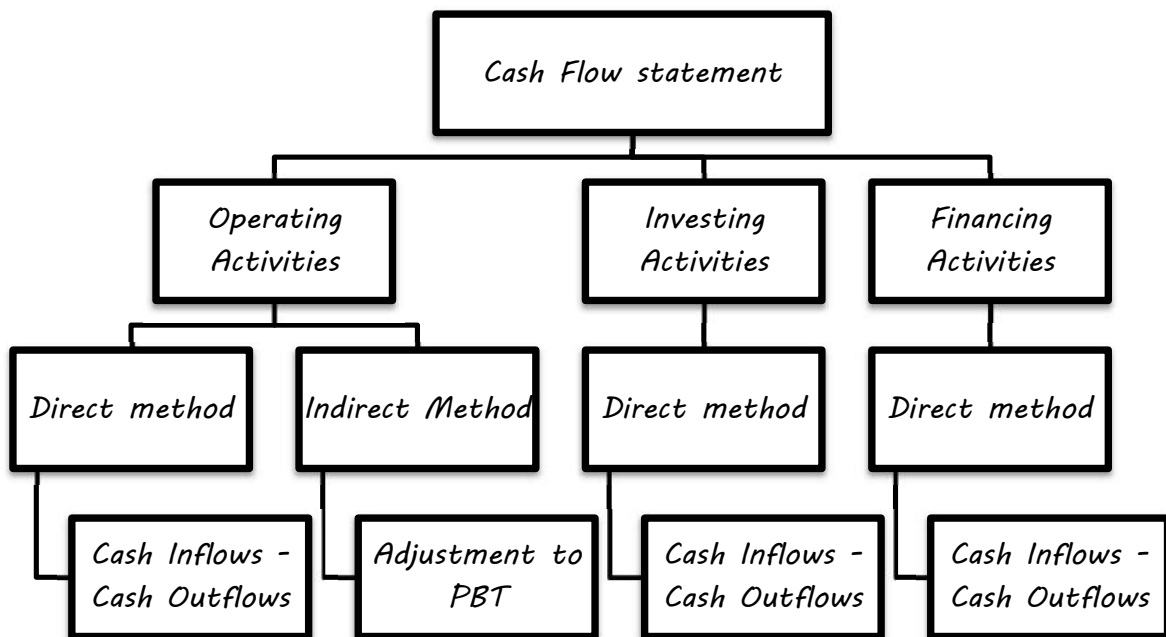 Cash Flow statement
Operating
Activities
Investing
Activities
Financing
Activities
Direct method
Indirect Method
Direct method
Direct method
Cash Inflows -
Cash Outflows
Adjustment to
PBT
Cash Inflows -
Cash Outflows
Cash Inflows -
Cash Outflows